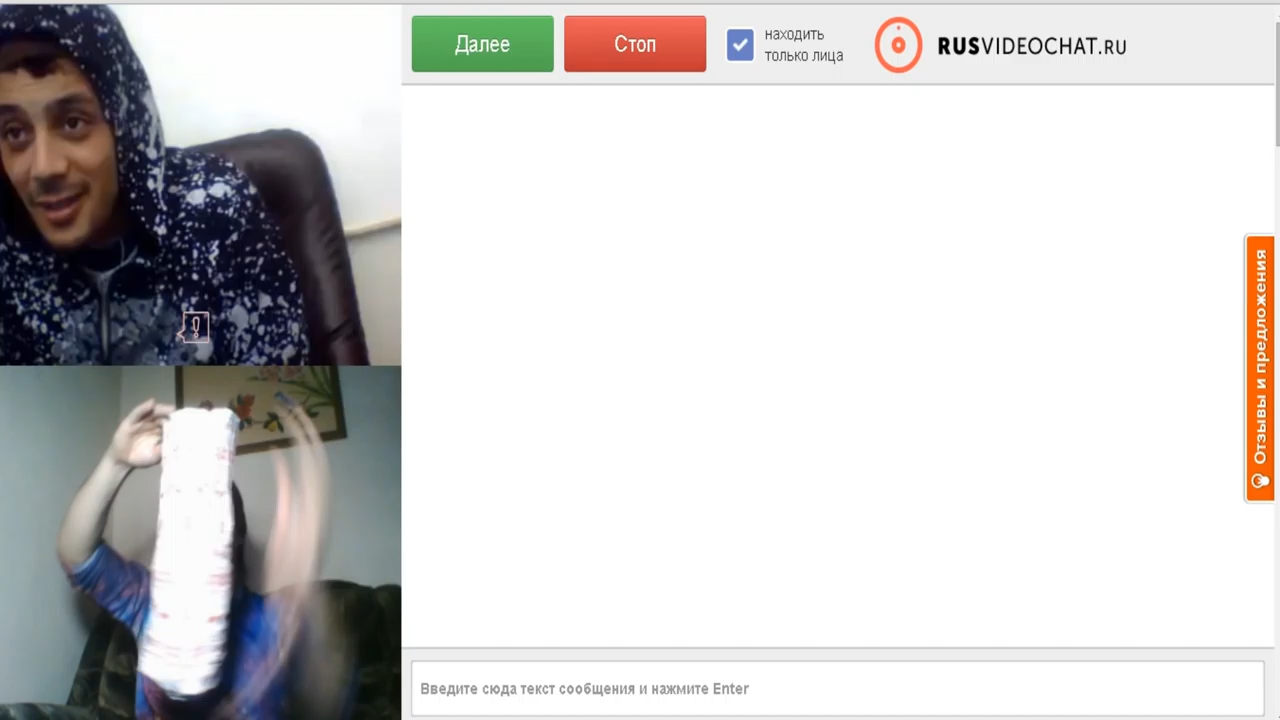 Далее
Стоп
находить
только лица
RUSVIDEOCHAT.RU
Отзывы и предложения
Введите сюда текст сообщения и нажмите Enter